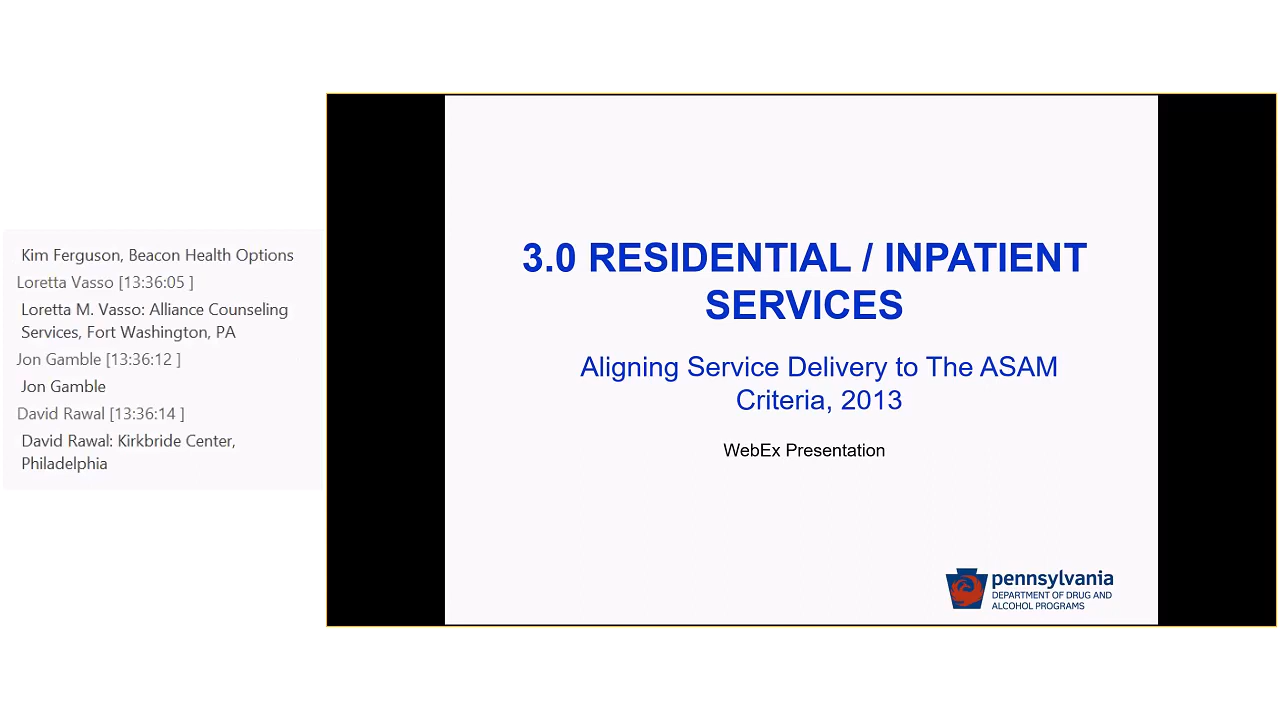 Kim Ferguson, Beacon Health Options
Loretta Vasso [13:36:05 ]
Loretta M. Vasso: Alliance Counseling
Services, Fort Washington, PA
Jon Gamble [13:36:12 ]
Jon Gamble
David Rawal [13:36:14 ]
David Rawal: Kirkbride Center,
Philadelphia
3.0 RESIDENTIAL / INPATIENT
SERVICES
Aligning Service Delivery to The ASAM
Criteria, 2013
WebEx Presentation
pennsylvania
DEPARTMENT OF DRUG AND
ALCOHOL PROGRAMS